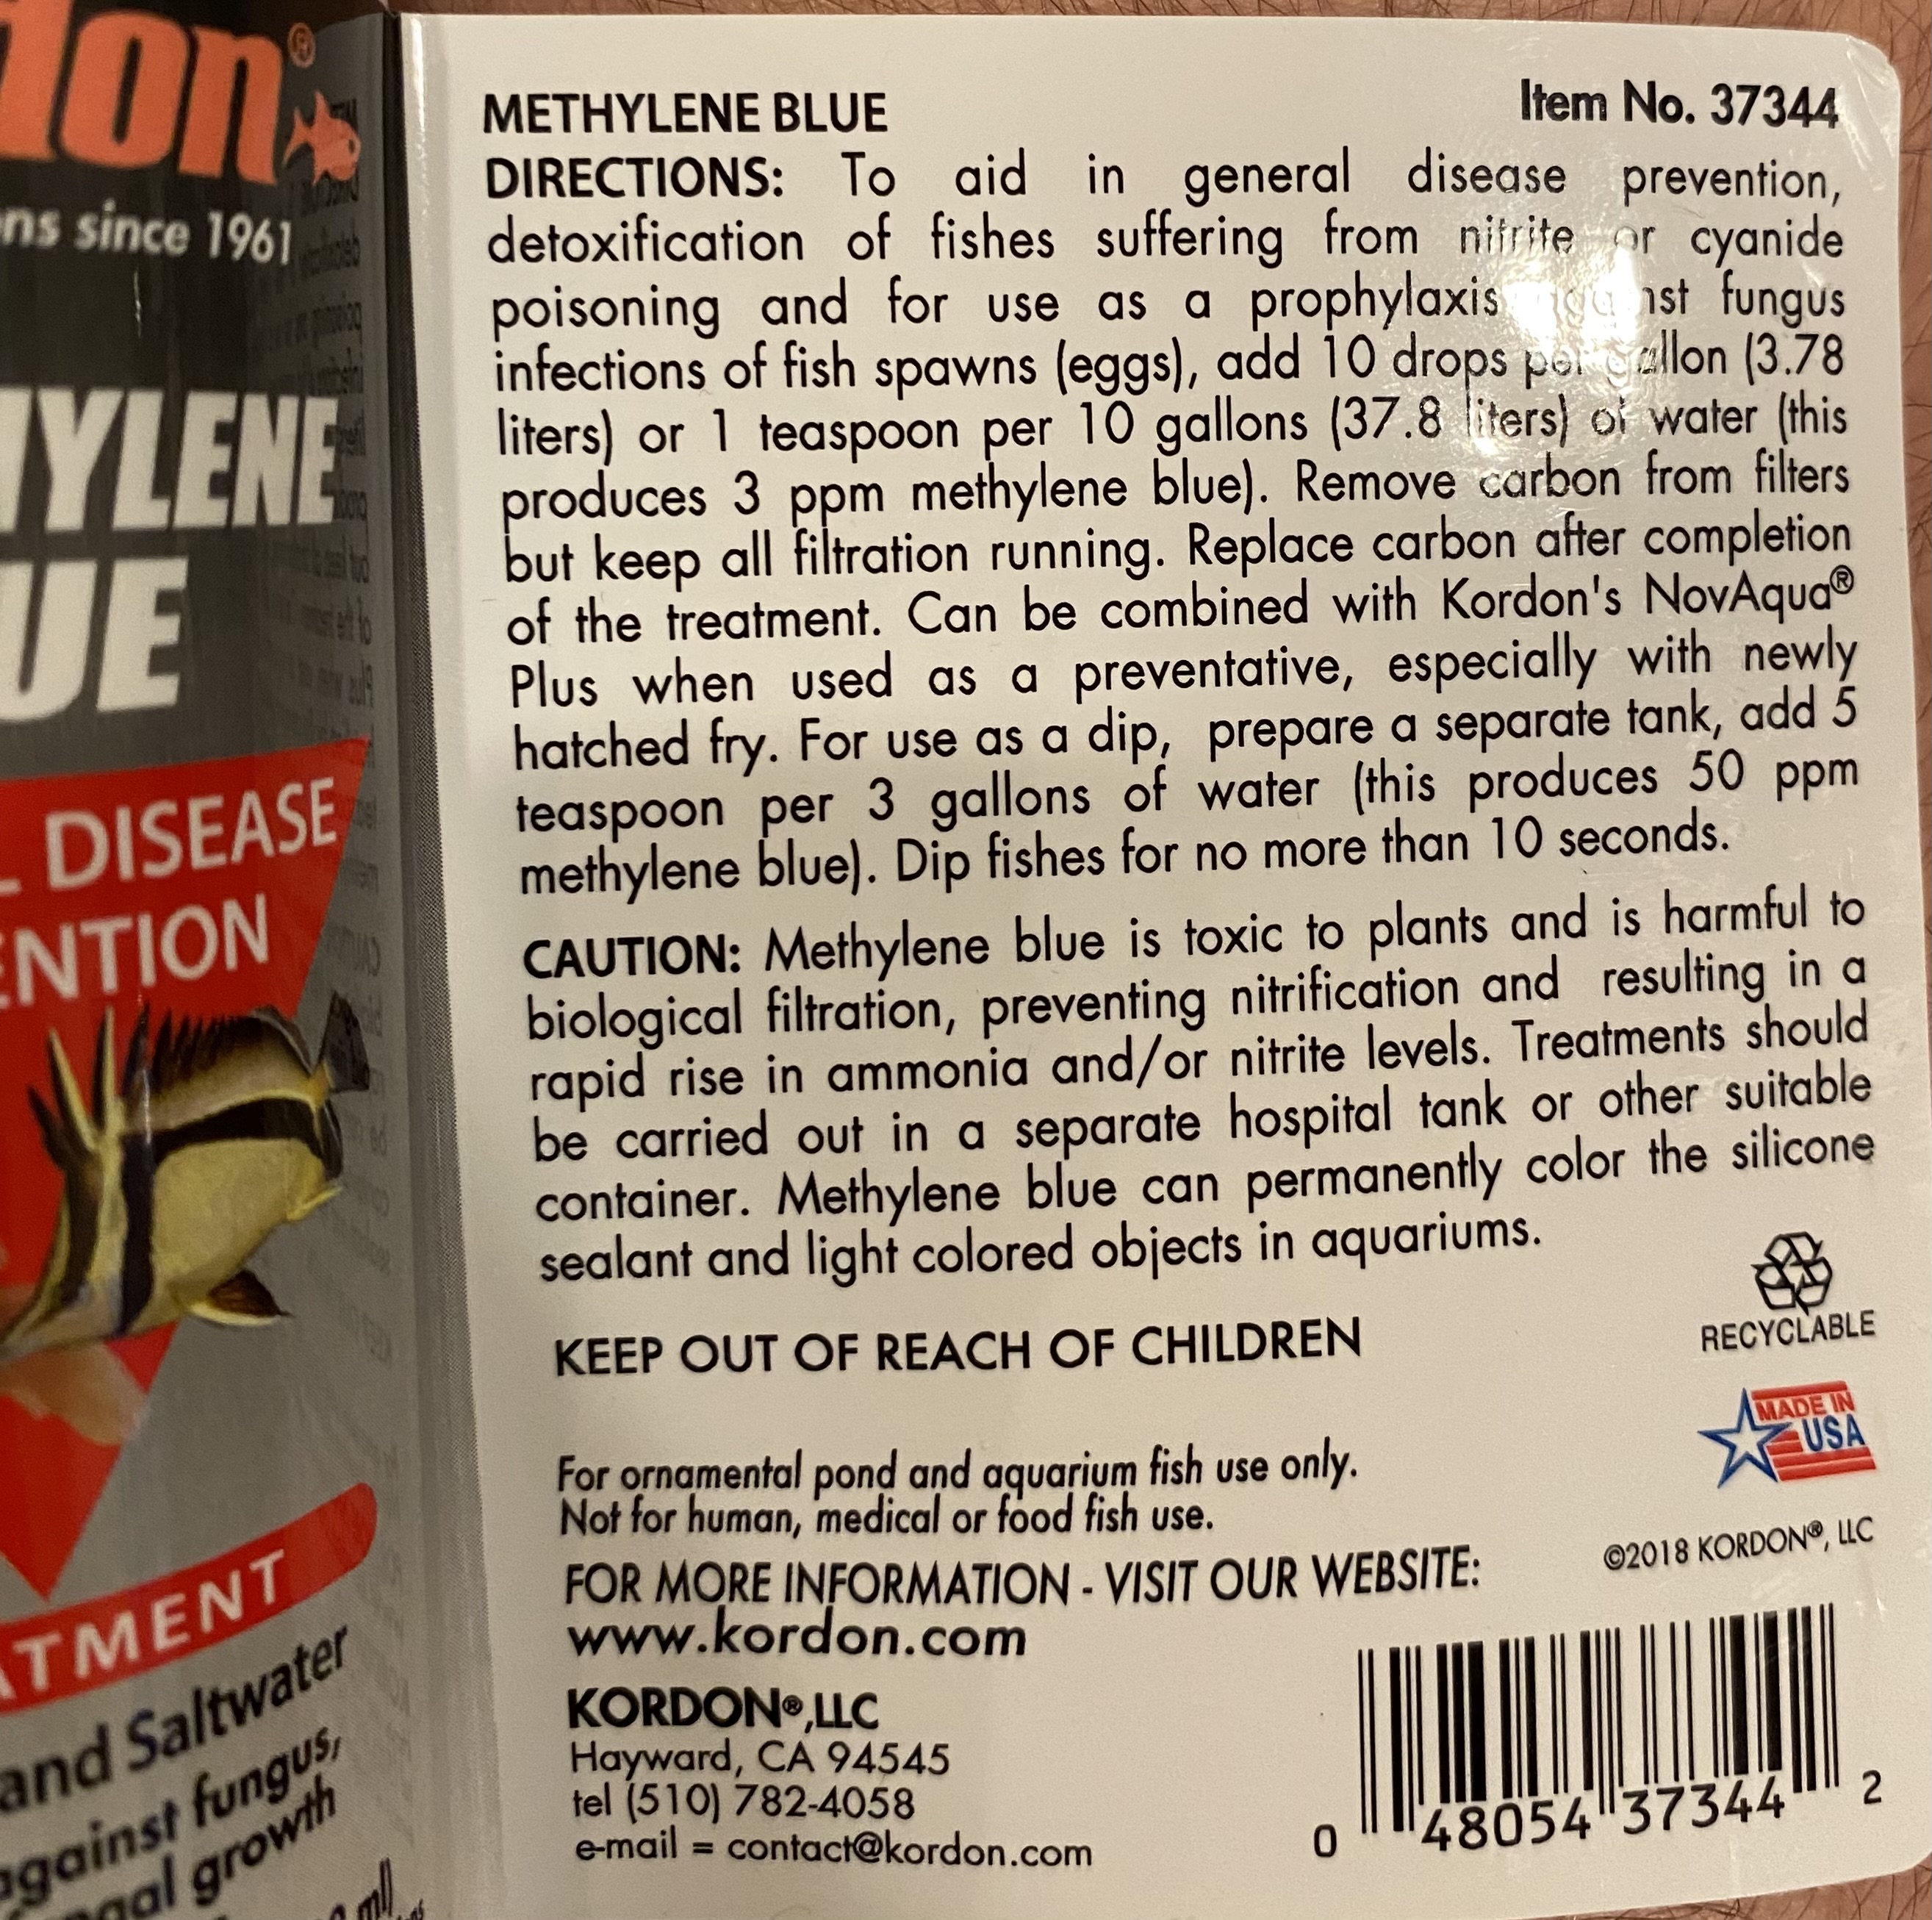 ns since 1961
DISEASE
and Saltwater
against fungus,
growth
METHYLENE BLUE
Item No. 37344
DIRECTIONS: To aid in general disease prevention,
detoxification of fishes suffering from nitrite or cyanide
poisoning and for use as a prophylaxis against fungus
infections of fish spawns (eggs), add 10 drops per gallon (3.78
liters) or 1 teaspoon per 10 gallons (37.8 liters) of water (this
produces 3 ppm methylene blue). Remove carbon from filters
but keep all filtration running. Replace carbon after completion
of the treatment. Can be combined with Kordon's NovAqua®
Plus when used as a preventative, especially with newly
hatched fry. For use as a dip, prepare a separate tank, add 5
teaspoon per 3 gallons of water (this produces 50 ppm
methylene blue). Dip fishes for no more than 10 seconds.
CAUTION: Methylene blue is toxic to plants and is harmful to
biological filtration, preventing nitrification and resulting in a
rapid rise in ammonia and/or nitrite levels. Treatments should
be carried out in a separate hospital tank or other suitable
container. Methylene blue can permanently color the silicone
sealant and light colored objects in aquariums.
KEEP OUT OF REACH OF CHILDREN
RECYCLABLE
MADE IN
USA
For ornamental pond and aquarium fish use only.
Not for human, medical or food fish use.
©2018 KORDON®, LLC
FOR MORE INFORMATION - VISIT OUR WEBSITE:
www.kordon.com
KORDON®,LLC
Hayward, CA 94545
tel (510) 782-4058
e-mail = contact@kordon.com
0 48054 37344 2